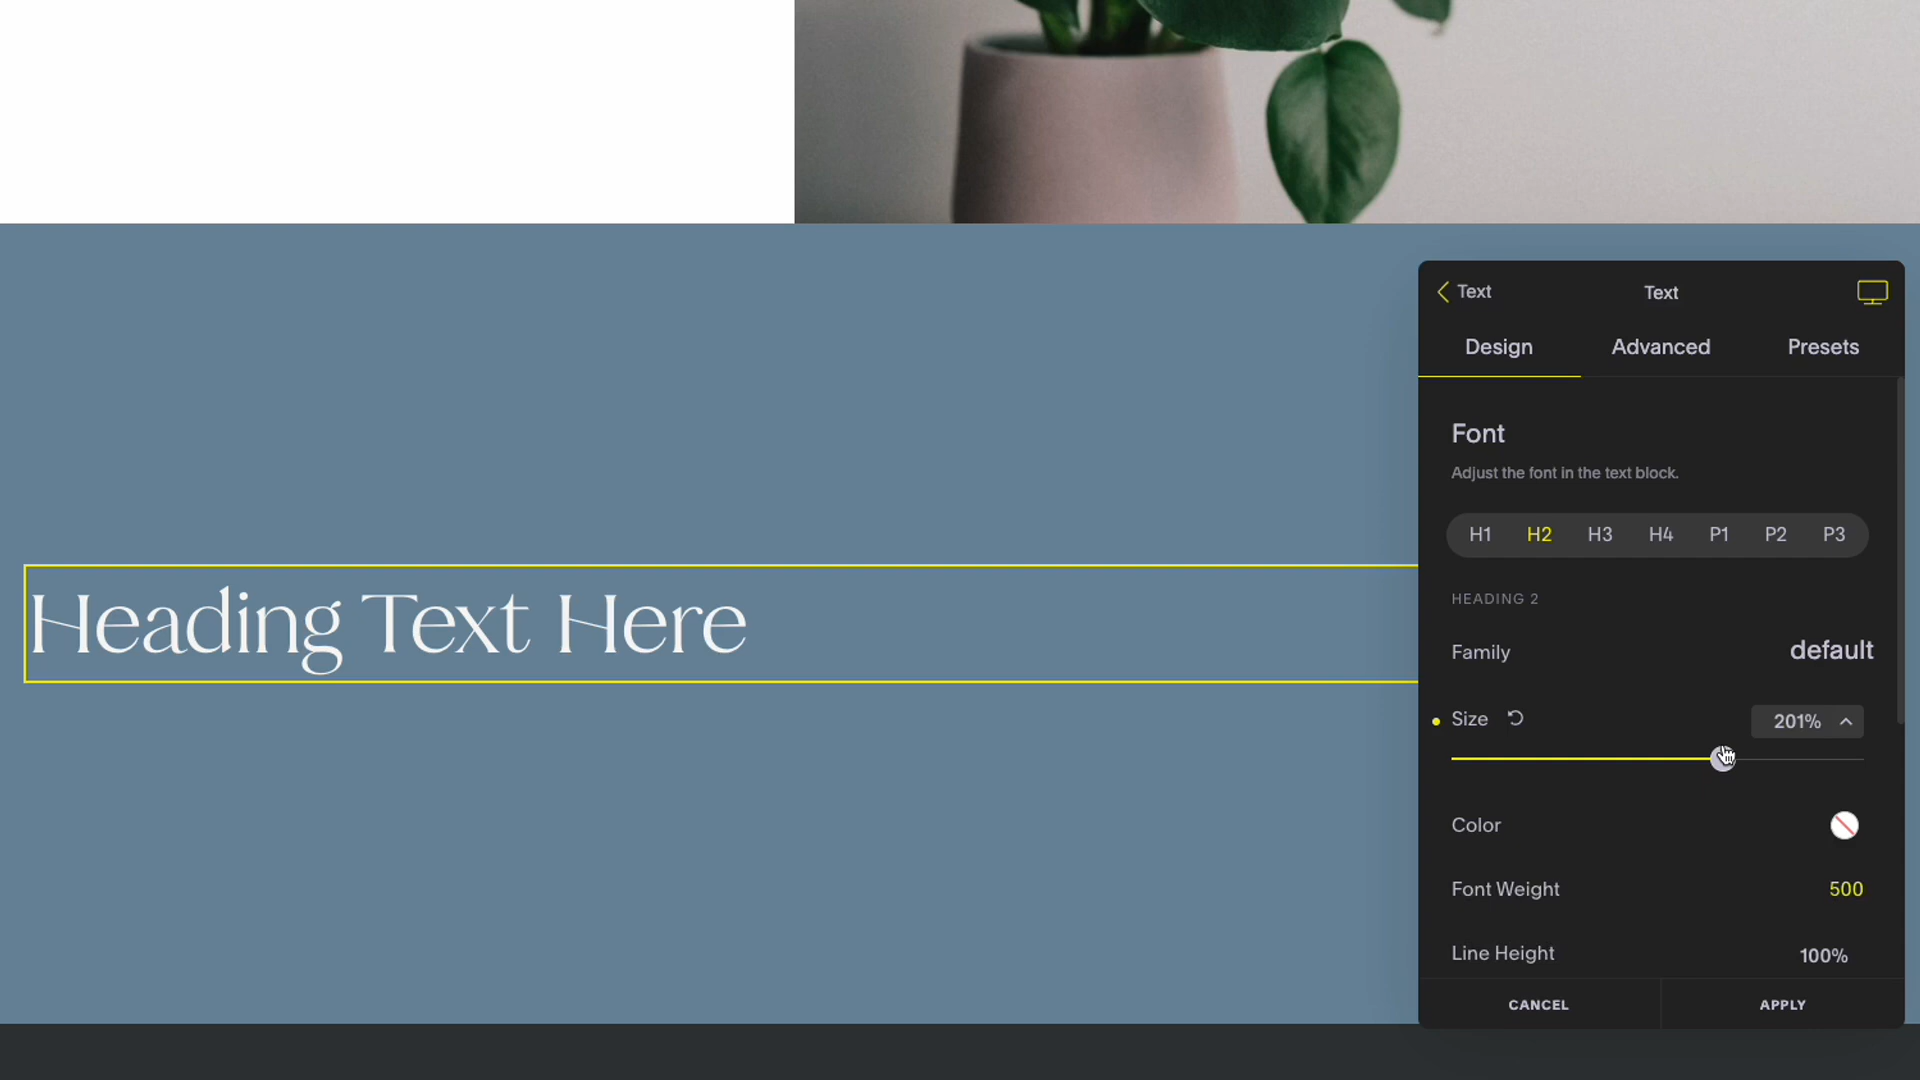 Text
Text
Design
Advanced
Presets
Font
Adjust the font in the text block.
H1 H2 H3 H4 P1 P2 P3
HEADING 2
Heading Text Here
Family default
Size 201%
Color
Font Weight 500
Line Height 100%
CANCEL APPLY